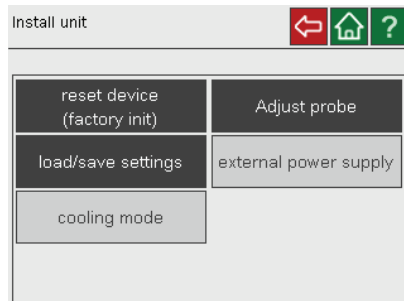 Install unit
?
reset device
(factory init)
Adjust probe
load/save settings
external power supply
cooling mode